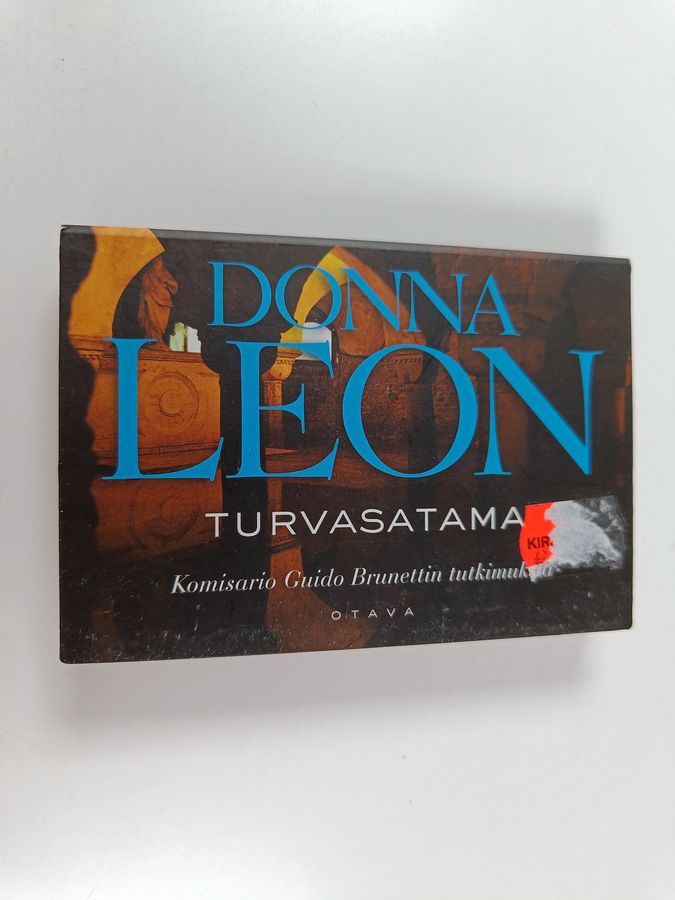 DONNA
LEON
TURVASATAMA
Komisario Guido Brunettin
OTAVA